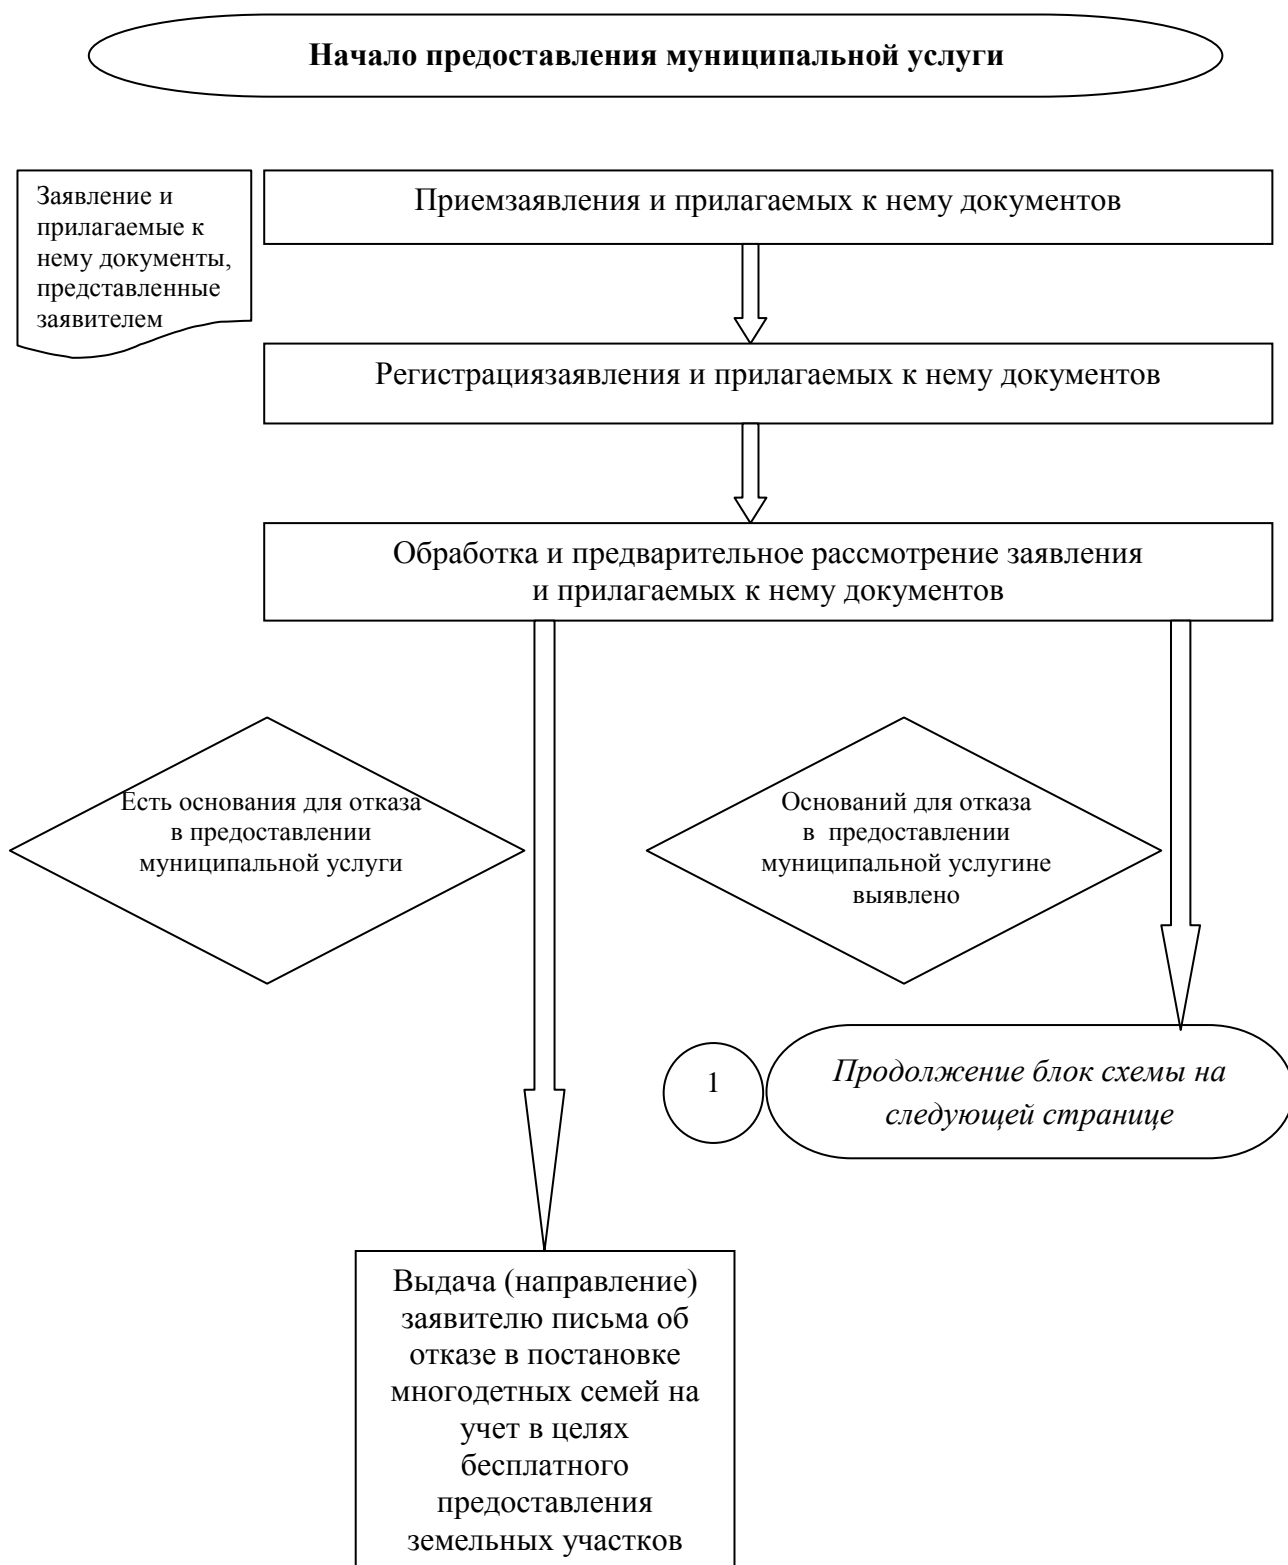 Начало предоставления муниципальной услуги
Заявление и
прилагаемые к
нему документы,
представленные
заявителем
Приемзаявления и прилагаемых к нему документов
Регистрациязаявления и прилагаемых к нему документов
Обработка и предварительное рассмотрение заявления
и прилагаемых к нему документов
Есть основания для отказа
в предоставлении
муниципальной услуги
Оснований для отказа
в предоставлении
муниципальной услугине
выявлено
1
Продолжение блок схемы на
следующей странице
Выдача (направление)
заявителю письма об
отказе в постановке
многодетных семей на
учет в целях
бесплатного
предоставления
земельных участков